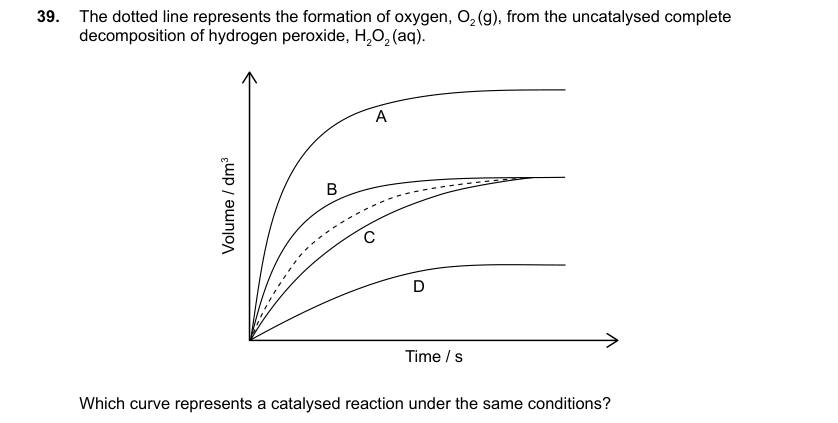 39. The dotted line represents the formation of oxygen, O₂(g), from the uncatalysed complete
decomposition of hydrogen peroxide, H₂O₂(aq).
A
B
C
D
Volume / dm³
Time / s
Which curve represents a catalysed reaction under the same conditions?